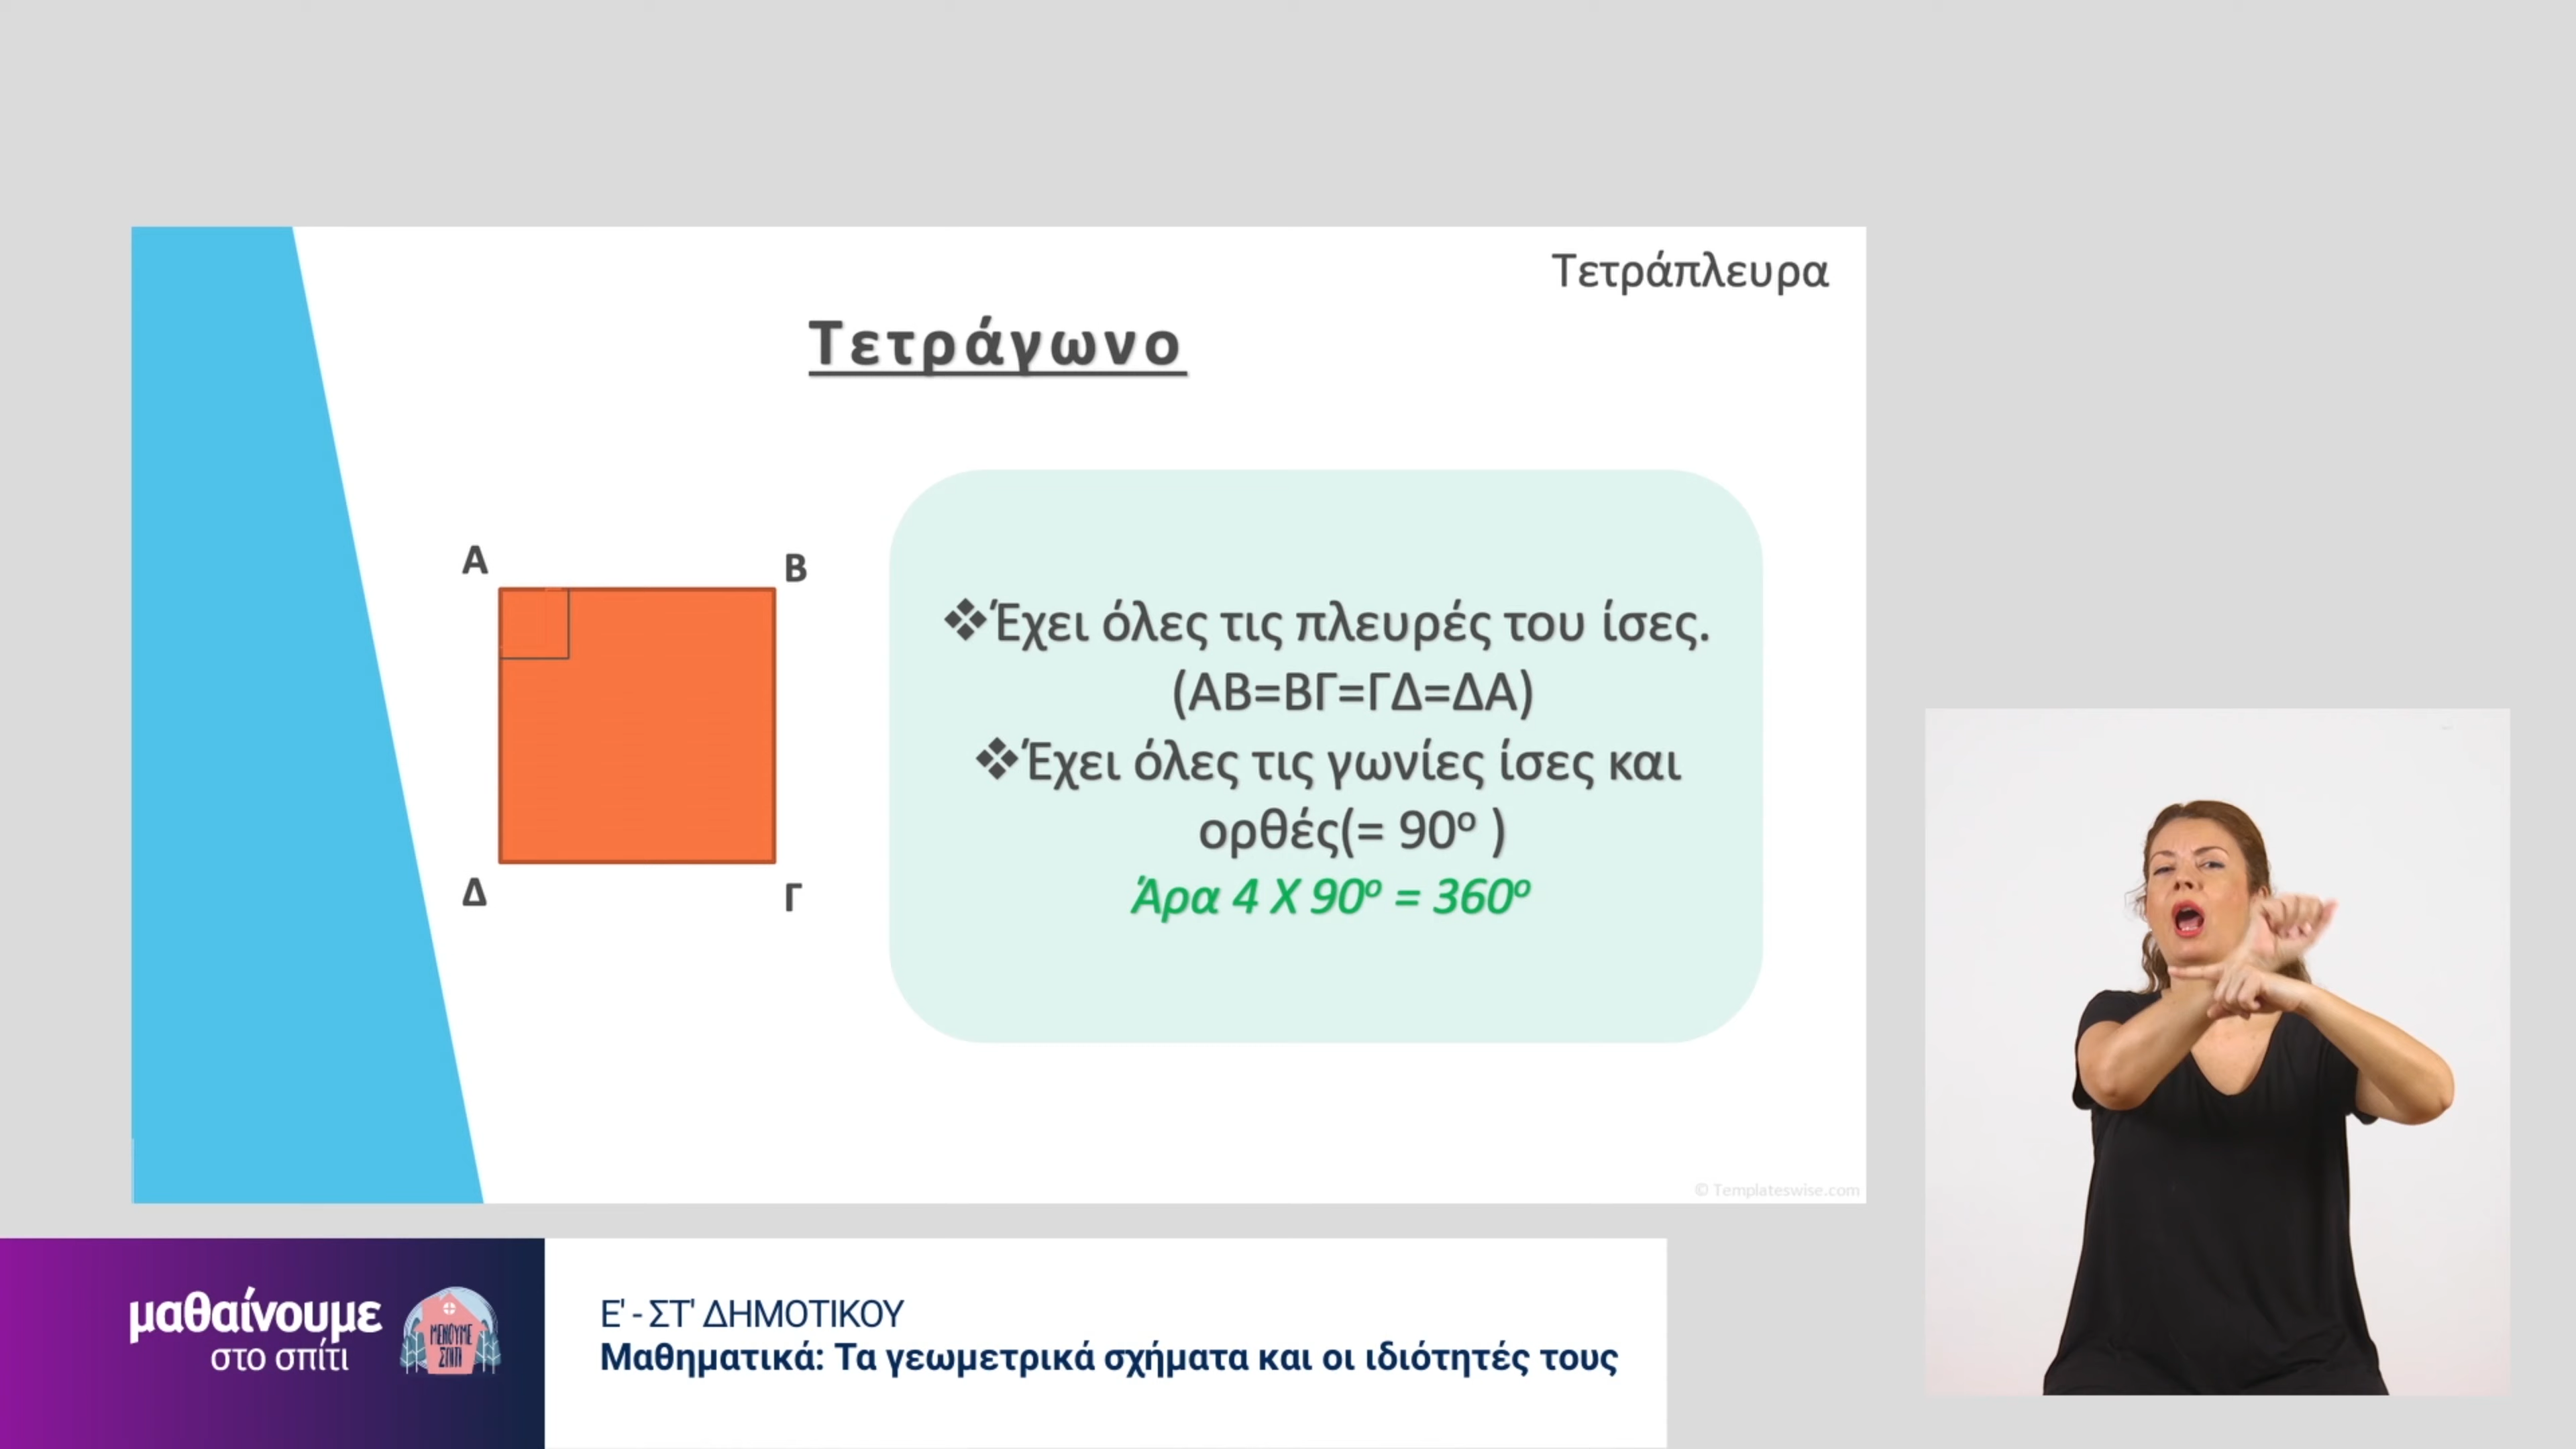 Τετράπλευρα
Τετράγωνο
Α
Β
Δ
Γ
❖Έχει όλες τις πλευρές του ίσες.
(ΑΒ=ΒΓ=ΓΔ=ΔΑ)
❖Έχει όλες τις γωνίες ίσες και
ορθές(= 90ο )
Άρα 4 Χ 90ο = 360ο
© Templateswise.com
μαθαίνουμε
στο σπίτι
ΜΕΝΟΥΜΕ
ΣΠΙΤΙ
Ε' - ΣΤ' ΔΗΜΟΤΙΚΟΥ
Μαθηματικά: Τα γεωμετρικά σχήματα και οι ιδιότητές τους